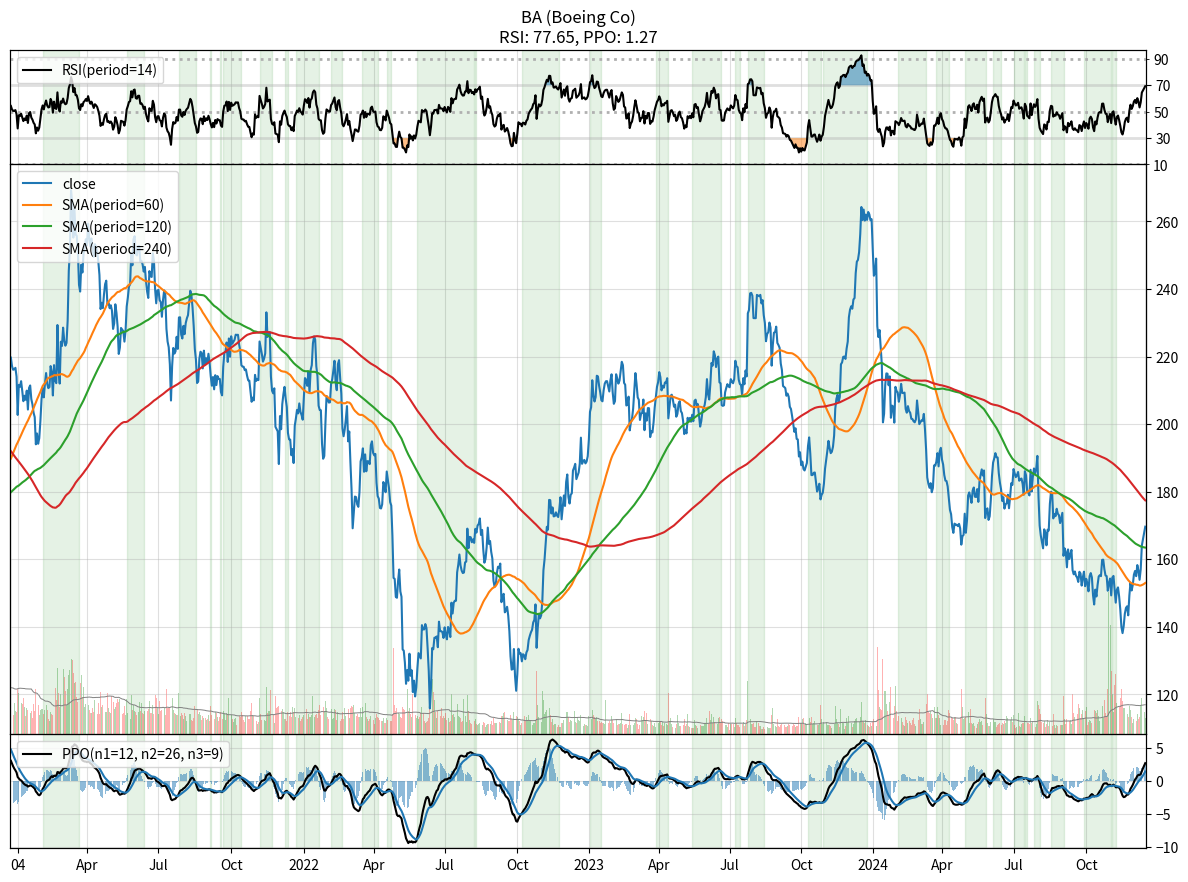 BA (Boeing Co)
RSI: 77.65, PPO: 1.27
RSI(period=14)
90
70
50
30
10
close
SMA(period=60)
SMA(period=120)
SMA(period=240)
260
240
220
200
180
160
140
120
PPO(n1=12, n2=26, n3=9)
5
0
−5
−10
04 Apr Jul Oct 2022 Apr Jul Oct 2023 Apr Jul Oct 2024 Apr Jul Oct